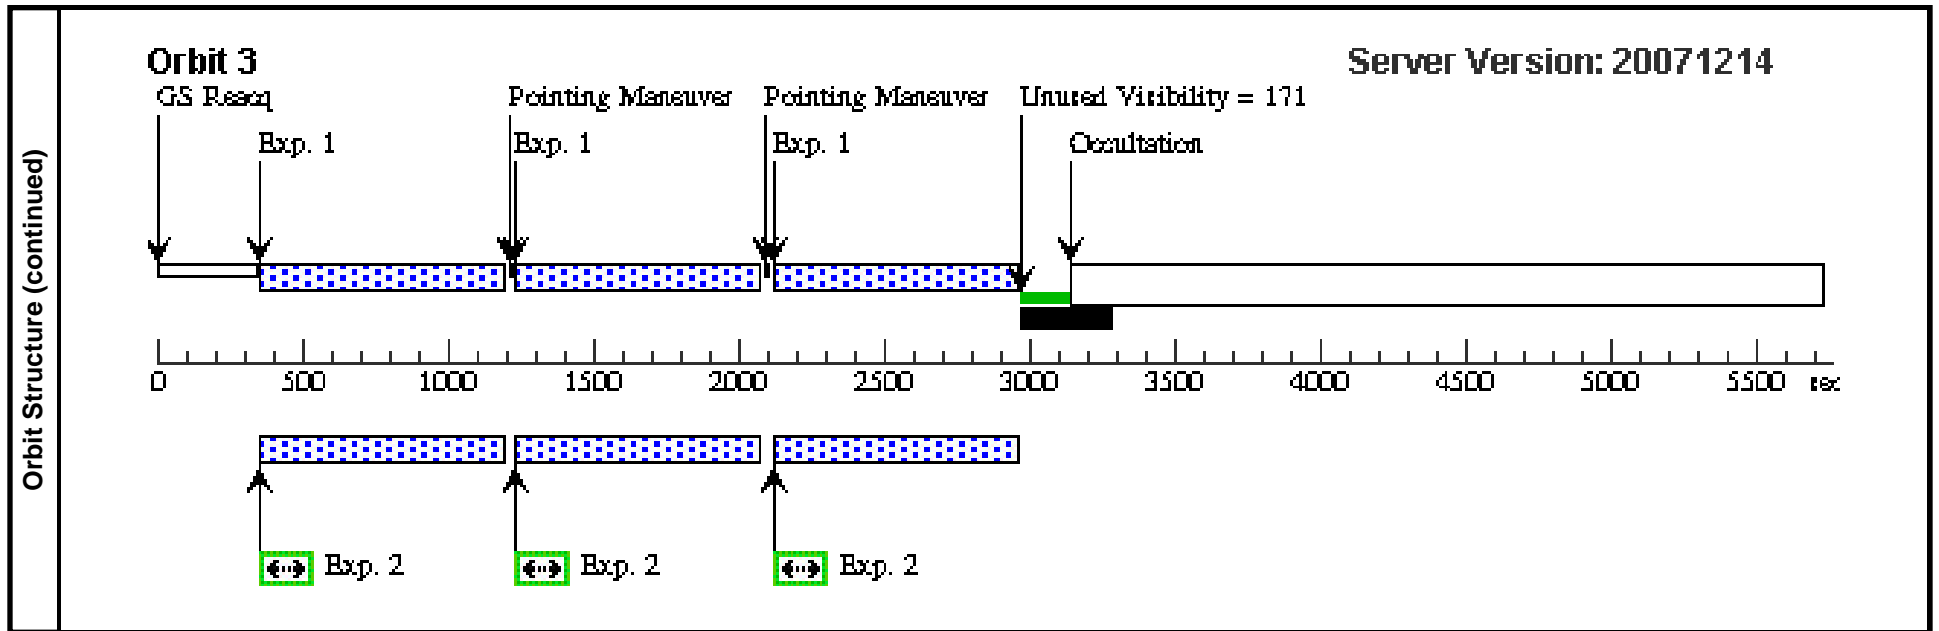 Orbit Structure (continued)
Orbit 3
Server Version: 20071214
GS Reacq
Pointing Maneuver
Pointing Maneuver
Unused Visibility = 171
Exp. 1
Exp. 1
Exp. 1
Occultation
0 500 1000 1500 2000 2500 3000 3500 4000 4500 5000 5500 sec
Exp. 2
Exp. 2
Exp. 2